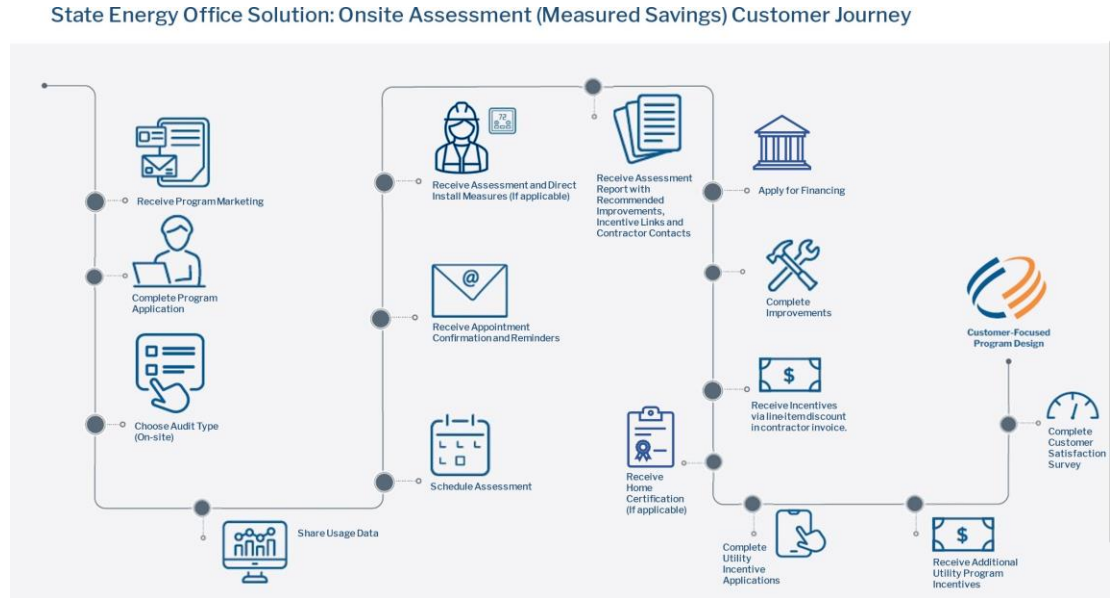 State Energy Office Solution: Onsite Assessment (Measured Savings) Customer Journey
Receive Program Marketing
Complete Program
Application
Choose Audit Type
(On-site)
Share Usage Data
Schedule Assessment
@
Receive Appointment
Confirmation and Reminders
72
Receive Assessment and Direct
Install Measures (If applicable)
Receive Assessment
Report with
Recommended
Improvements,
Incentive Links and
Contractor Contacts
Apply for Financing
Complete
Improvements
$
Receive Incentives
via line-item discount
in contractor invoice.
Receive
Home
Certification
(If applicable)
Complete
Utility
Incentive
Applications
$
Receive Additional
Utility Program
Incentives
Complete
Customer
Satisfaction
Survey
Customer-Focused
Program Design